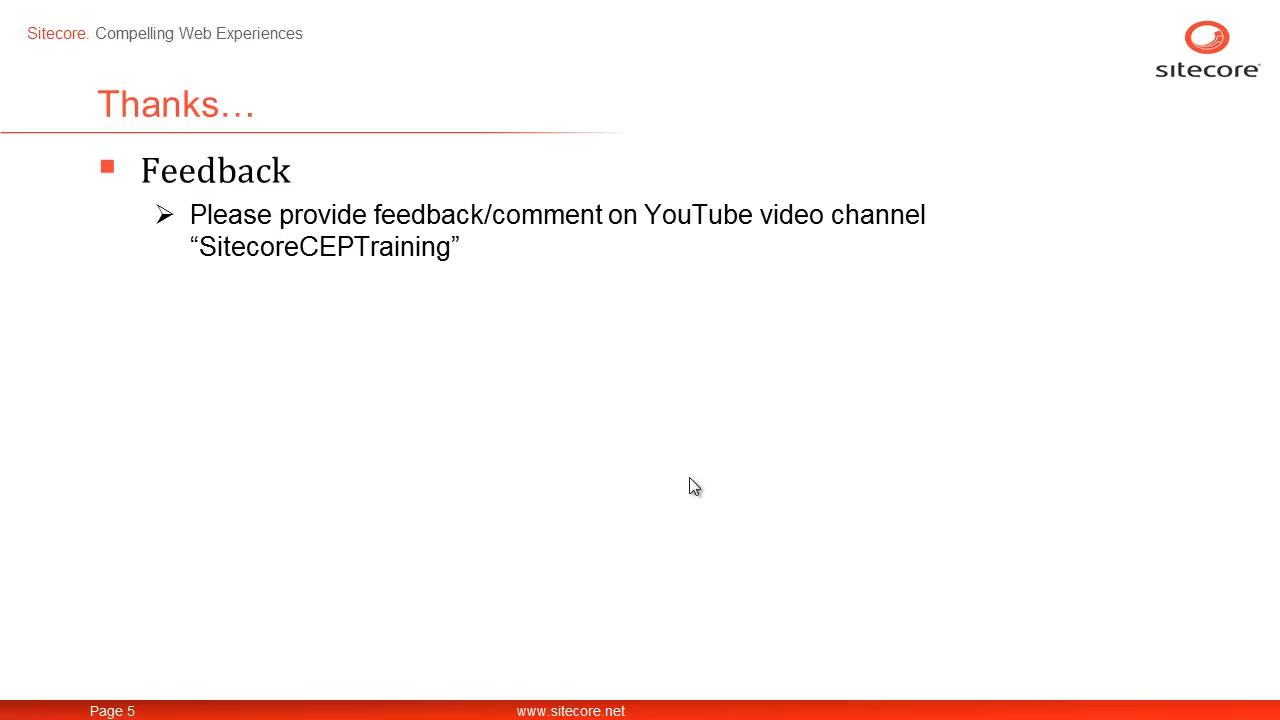 Sitecore. Compelling Web Experiences
sitecore®
Thanks…
Feedback
Please provide feedback/comment on YouTube video channel
“SitecoreCEPTraining”
Page 5
www.sitecore.net